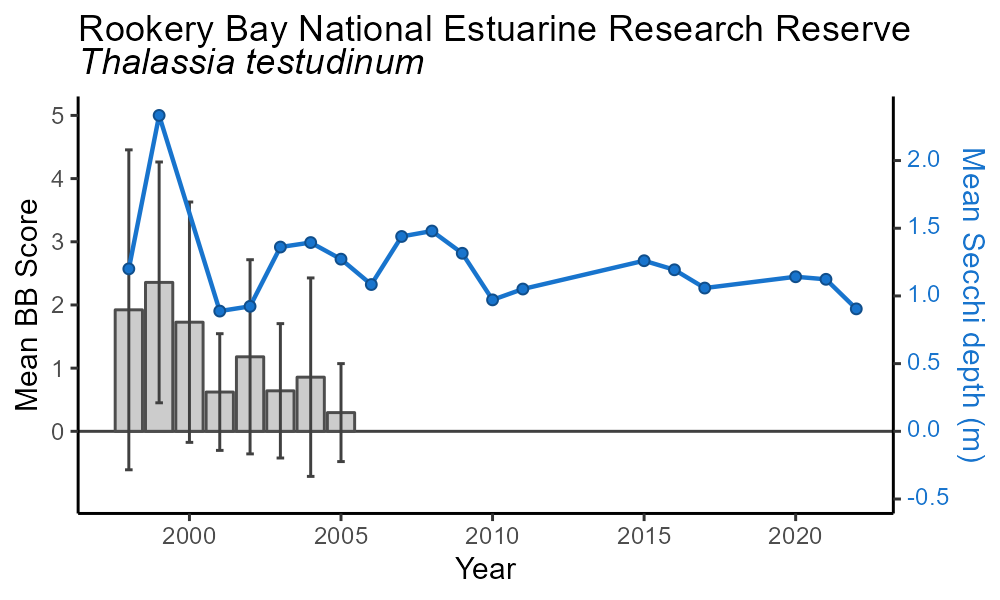 Rookery Bay National Estuarine Research Reserve
Thalassia testudinum
Mean BB Score
5
4
3
2
1
0
2.0
1.5
1.0
0.5
0.0
-0.5
Mean Secchi depth (m)
2000 2005 2010 2015 2020
Year